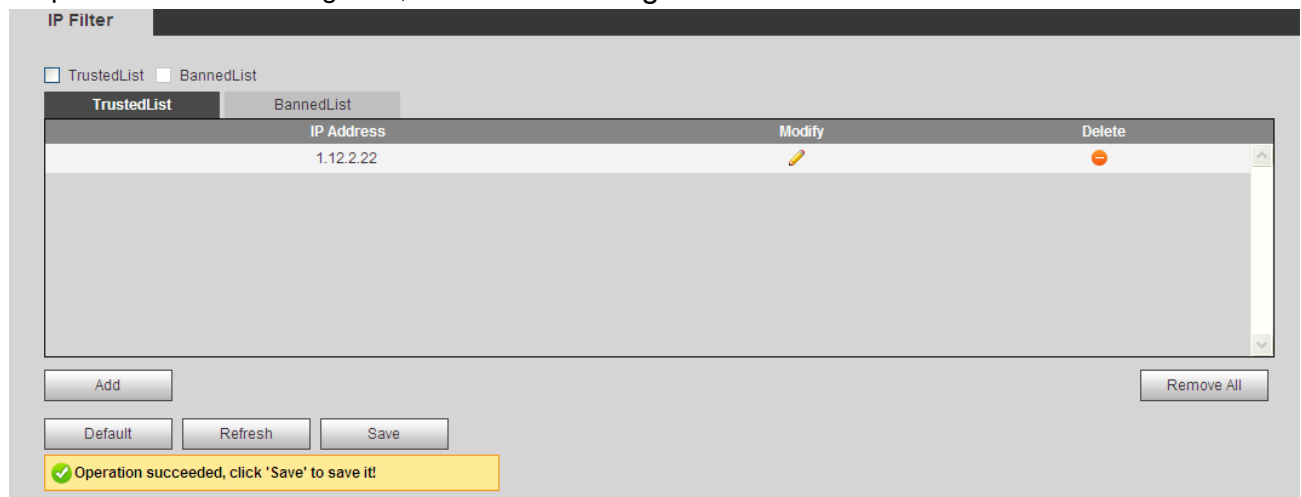 IP Filter
TrustedList BannedList
TrustedList BannedList
IP Address Modify Delete
1.12.2.22
Add Remove All
Default Refresh Save
Operation succeeded, click 'Save' to save it!